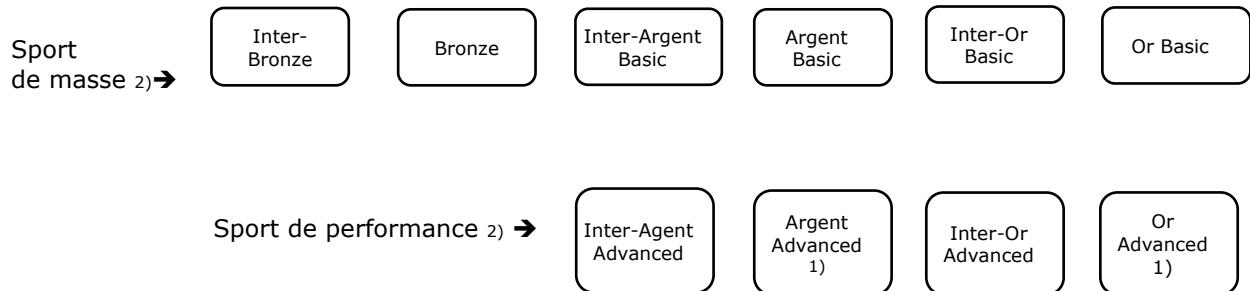 Sport
de masse 2)➔
Inter-
Bronze
Bronze
Inter-Argent
Basic
Argent
Basic
Inter-Or
Basic
Or Basic
Sport de performance 2) ➔
Inter-Agent
Advanced
Argent
Advanced
1)
Inter-Or
Advanced
Or
Advanced
1)